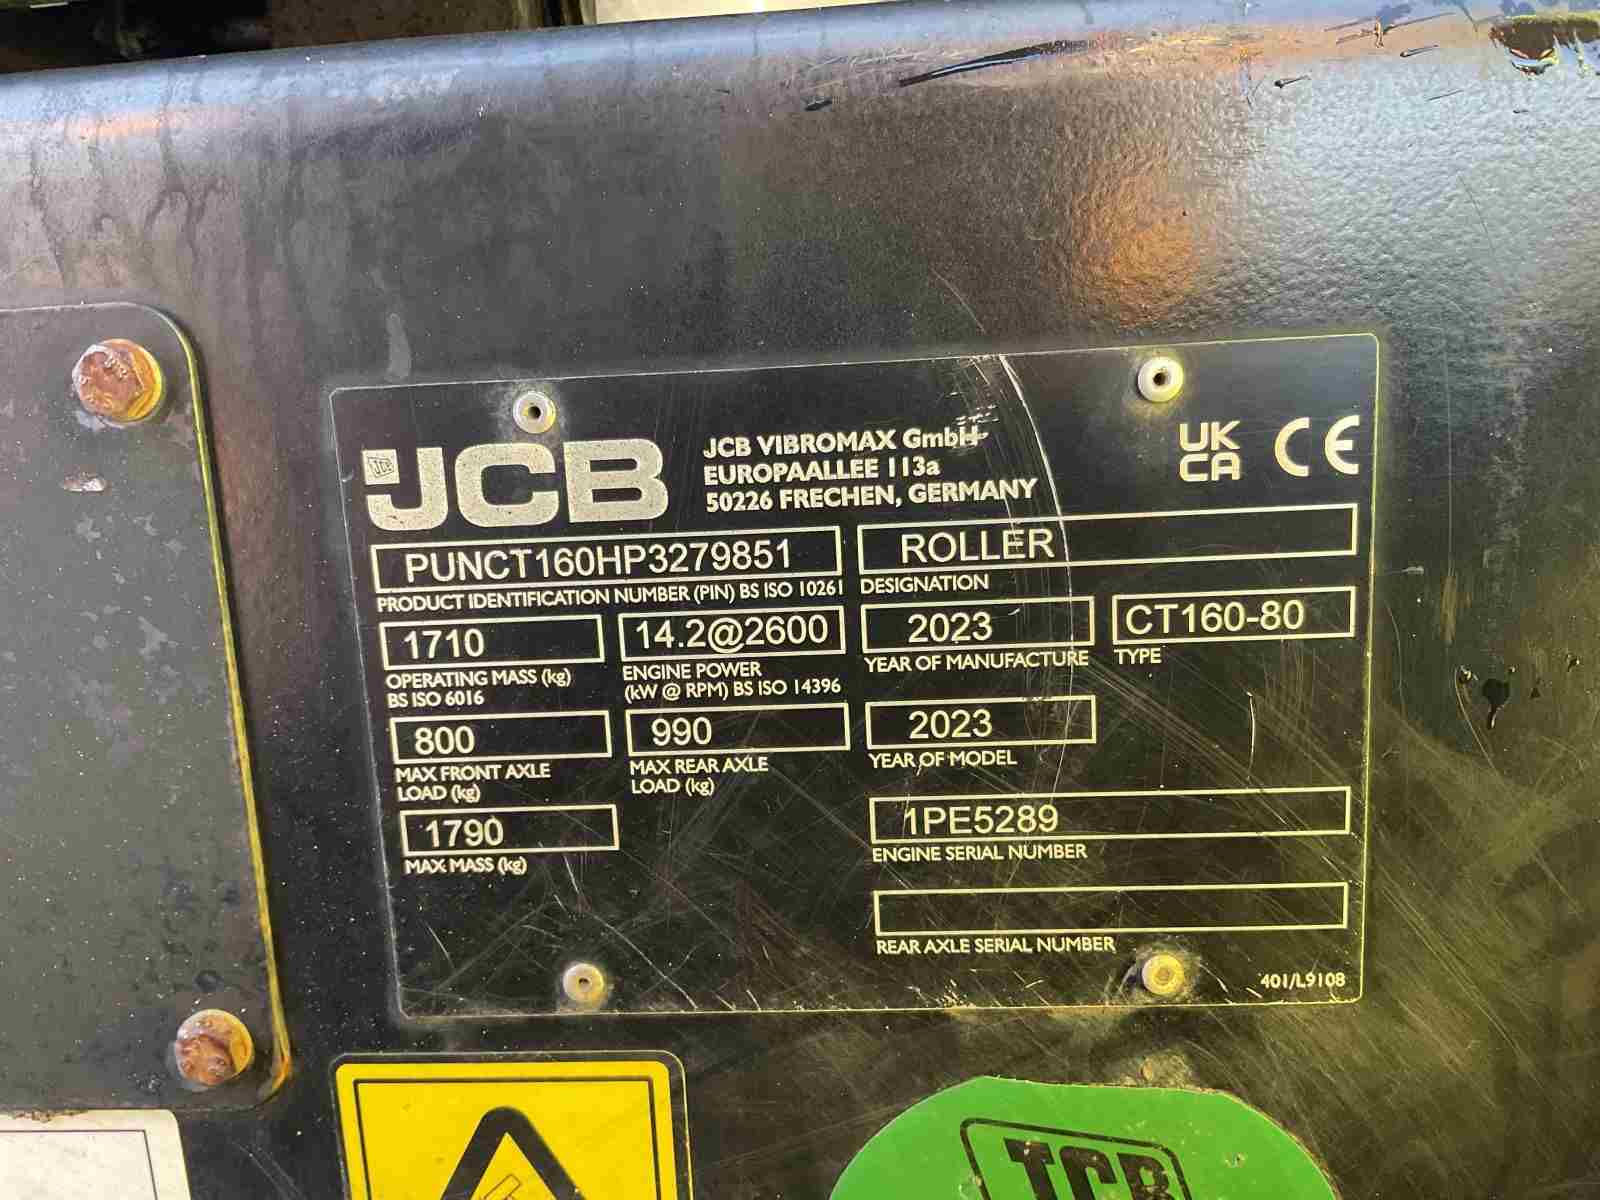 JCB
JCB VIBROMAX GmbH
EUROPAALLEE 113a
50226 FRECHEN, GERMANY
UK
CA
CE
PUNCT160HP3279851
PRODUCT IDENTIFICATION NUMBER (PIN) BS ISO 10261
ROLLER
DESIGNATION
1710
OPERATING MASS (kg)
BS ISO 6016
14.2@2600
ENGINE POWER
(kW @ RPM) BS ISO 14396
2023
YEAR OF MANUFACTURE
CT160-80
TYPE
800
MAX FRONT AXLE
LOAD (kg)
990
MAX REAR AXLE
LOAD (kg)
2023
YEAR OF MODEL
1790
MAX MASS (kg)
1PE5289
ENGINE SERIAL NUMBER
REAR AXLE SERIAL NUMBER
401/L9108
JCB